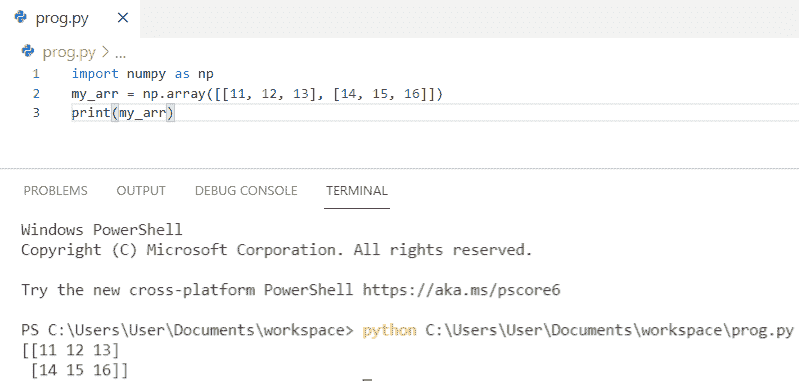 prog.py ×
prog.py > ...
1 import numpy as np
2 my_arr = np.array([[11, 12, 13], [14, 15, 16]])
3 print(my_arr)
PROBLEMS OUTPUT DEBUG CONSOLE TERMINAL
Windows PowerShell
Copyright (C) Microsoft Corporation. All rights reserved.
Try the new cross-platform PowerShell https://aka.ms/pscore6
PS C:\Users\User\Documents\workspace> python C:\Users\User\Documents\workspace\prog.py
[[11 12 13]
 [14 15 16]]